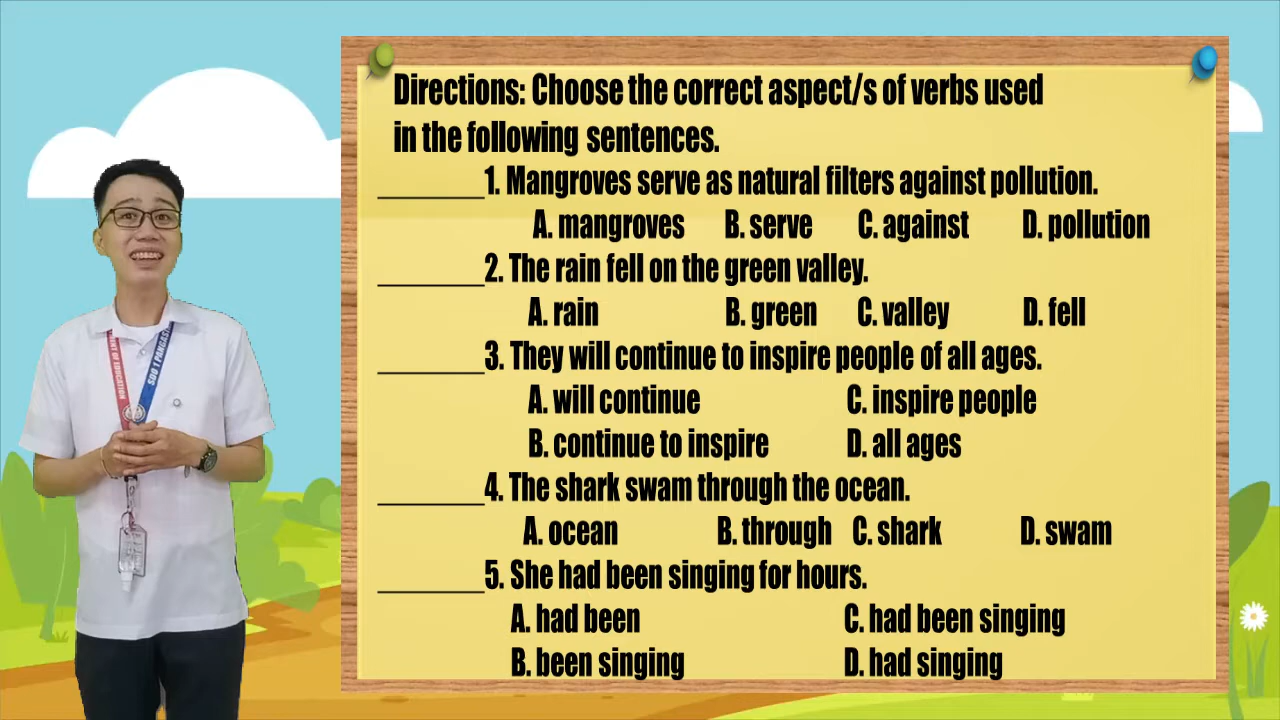 Directions: Choose the correct aspect/s of verbs used
in the following sentences.
________1. Mangroves serve as natural filters against pollution.
A. mangroves B. serve C. against D. pollution
________2. The rain fell on the green valley.
A. rain B. green C. valley D. fell
________3. They will continue to inspire people of all ages.
A. will continue C. inspire people
B. continue to inspire D. all ages
________4. The shark swam through the ocean.
A. ocean B. through C. shark D. swam
________5. She had been singing for hours.
A. had been C. had been singing
B. been singing D. had singing
OF EDUCATION
SDO 1